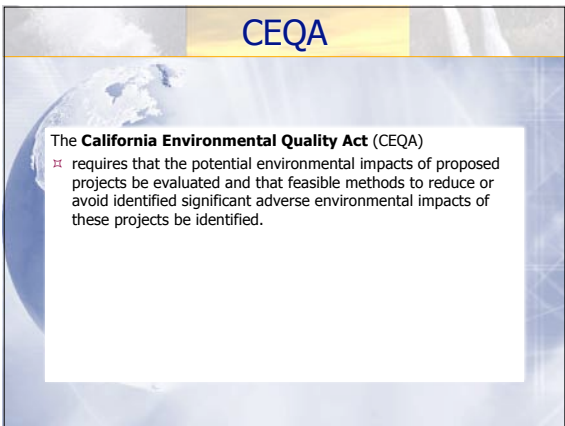 CEQA
The California Environmental Quality Act (CEQA)
¤ requires that the potential environmental impacts of proposed
projects be evaluated and that feasible methods to reduce or
avoid identified significant adverse environmental impacts of
these projects be identified.